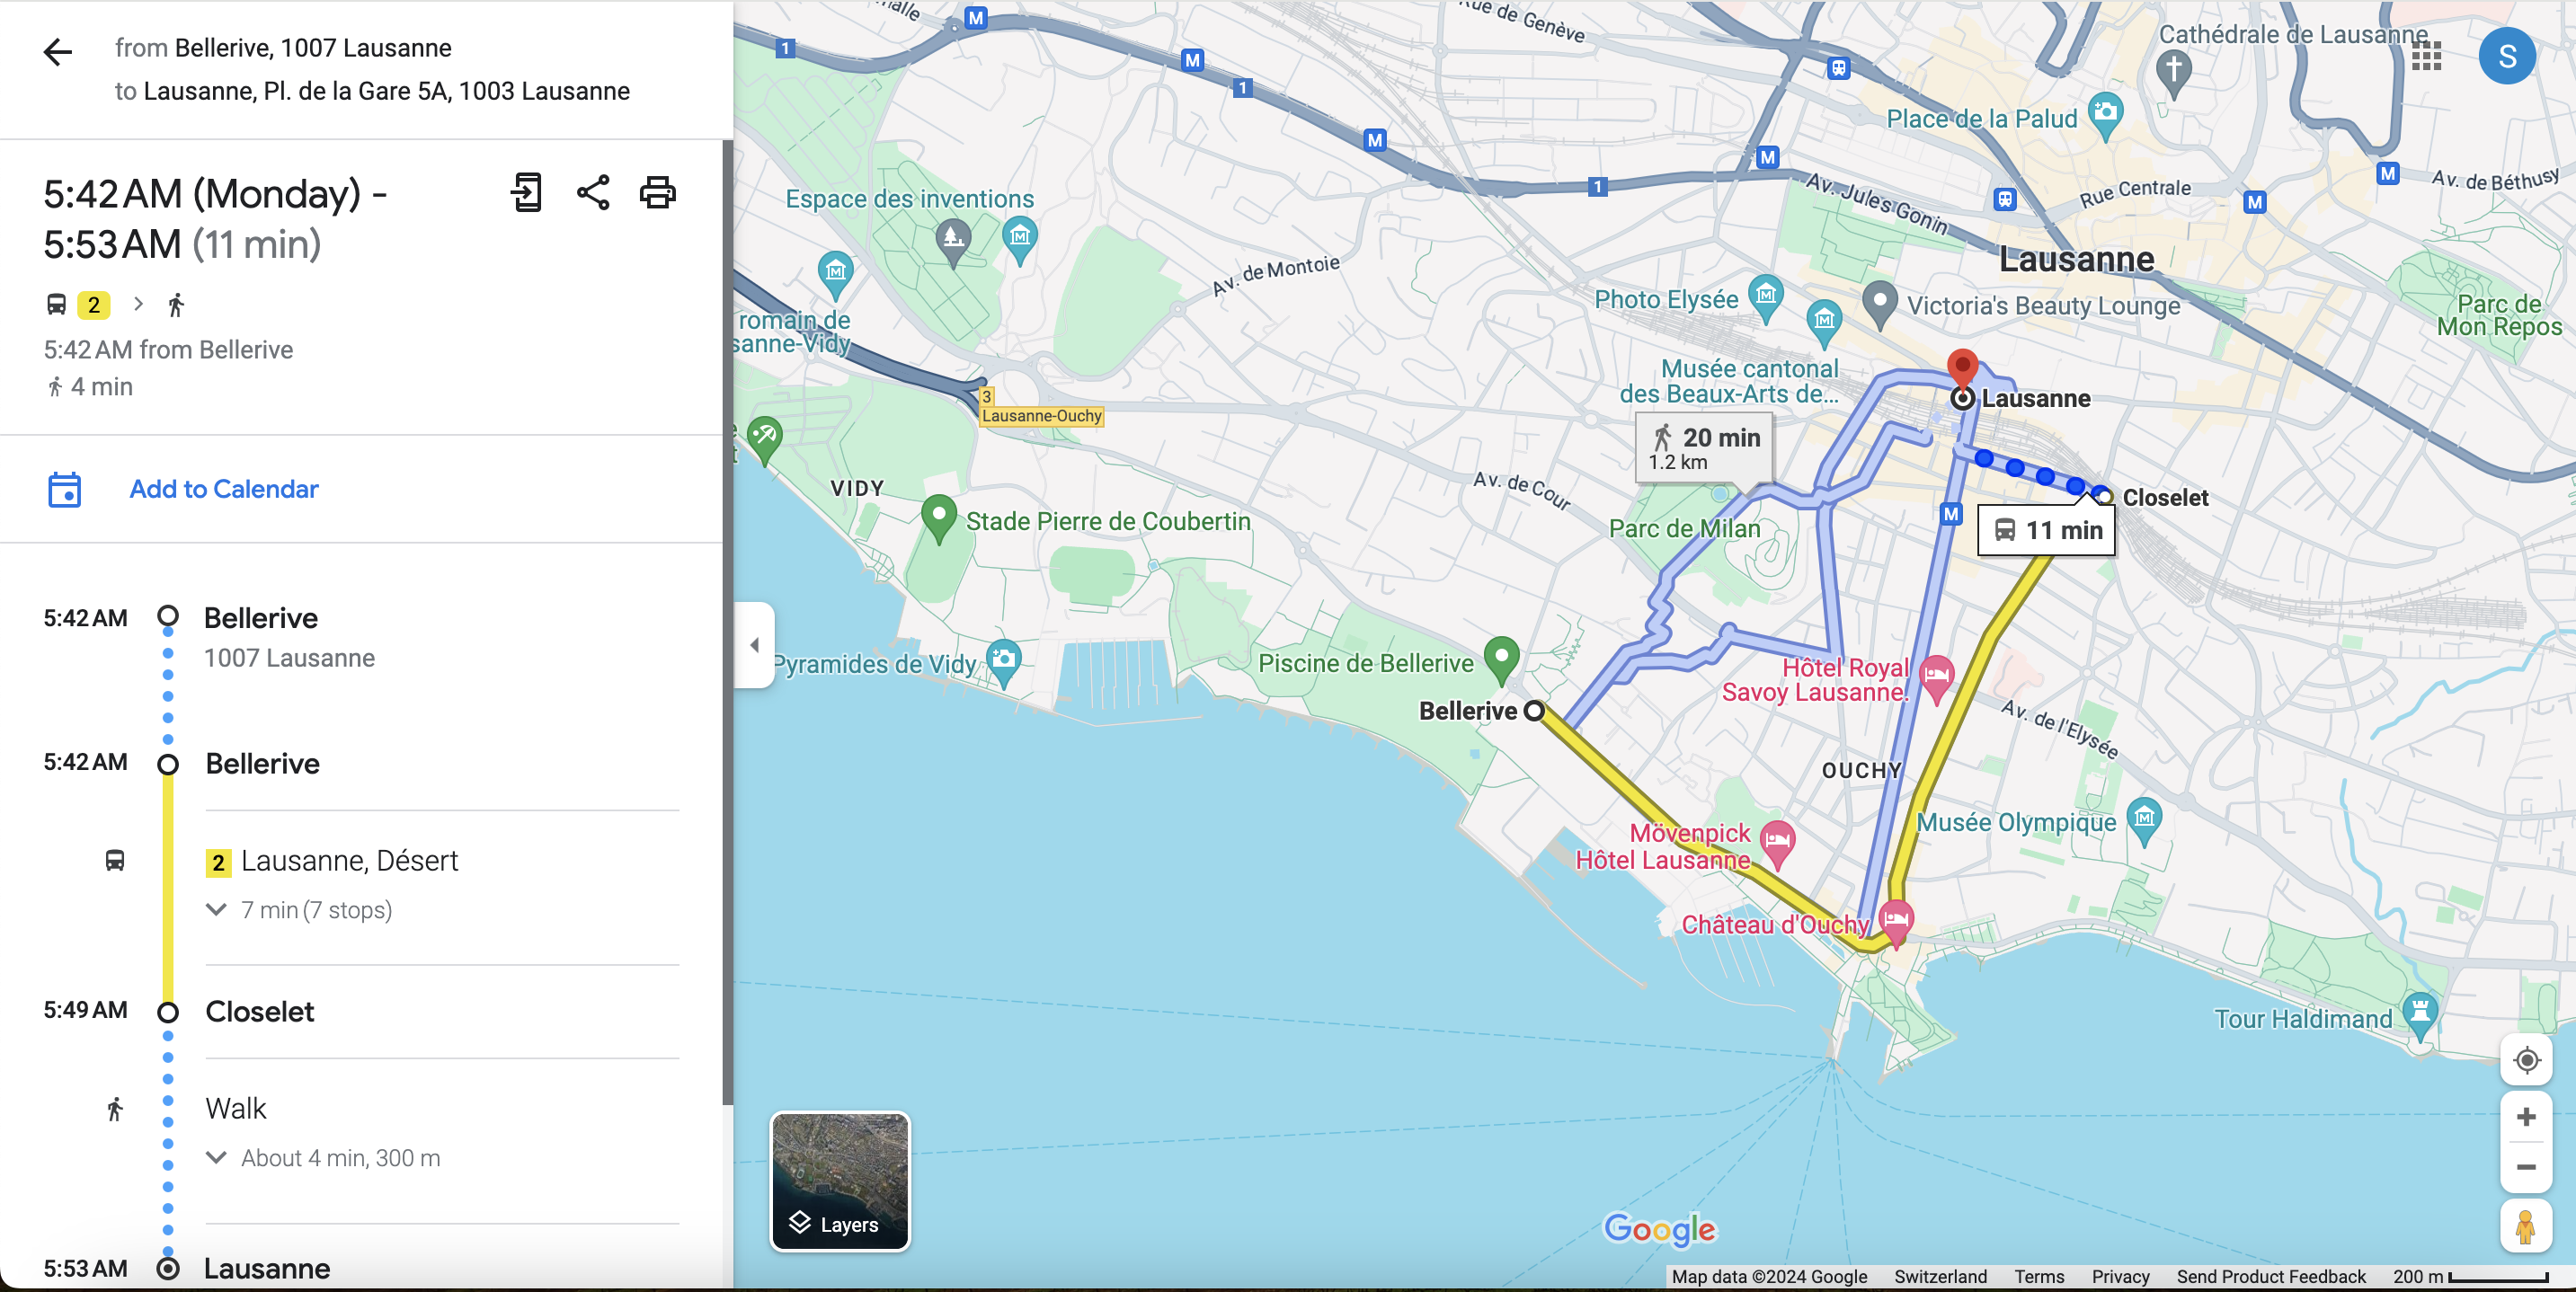 from Bellerive, 1007 Lausanne
to Lausanne, Pl. de la Gare 5A, 1003 Lausanne
5:42 AM (Monday) -
5:53 AM (11 min)
2
5:42 AM from Bellerive
4 min
Add to Calendar
5:42 AM
Bellerive
1007 Lausanne
5:42 AM
Bellerive
2 Lausanne, Désert
7 min (7 stops)
5:49 AM
Closelet
Walk
About 4 min, 300 m
5:53 AM
Lausanne
Rue de Genève
Cathédrale de Lausanne
S
M
1
M
1
M
M
1
Place de la Palud
Av. Jules Gonin
Rue Centrale
M
M
Av. de Béthusy
Espace des inventions
Av. de Montoie
Lausanne
Photo Elysée
Victoria's Beauty Lounge
Parc de
Mon Repos
romain de
sanne-Vidy
Musée cantonal
des Beaux-Arts de...
3
Lausanne-Ouchy
Lausanne
20 min
1.2 km
VIDY
Av. de Cour
Closelet
M
Stade Pierre de Coubertin
Parc de Milan
11 min
Pyramides de Vidy
Piscine de Bellerive
Hôtel Royal
Savoy Lausanne.
Bellerive
Av. de l'Elysée
OUCHY
Musée Olympique
Mövenpick
Hôtel Lausanne
Château d'Ouchy
Tour Haldimand
Layers
Google
Map data ©2024 Google
Switzerland
Terms
Privacy
Send Product Feedback
200 m